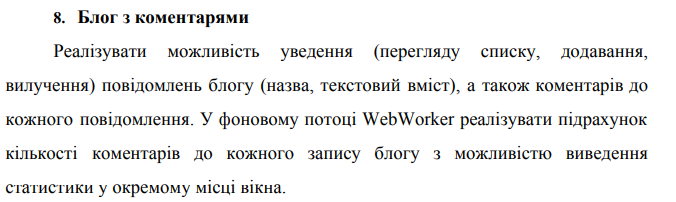 8. Блог з коментарями
Реалізувати можливість уведення (перегляду списку, додавання,
вилучення) повідомлень блогу (назва, текстовий вміст), а також коментарів до
кожного повідомлення. У фоновому потоці WebWorker реалізувати підрахунок
кількості коментарів до кожного запису блогу з можливістю виведення
статистики у окремому місці вікна.